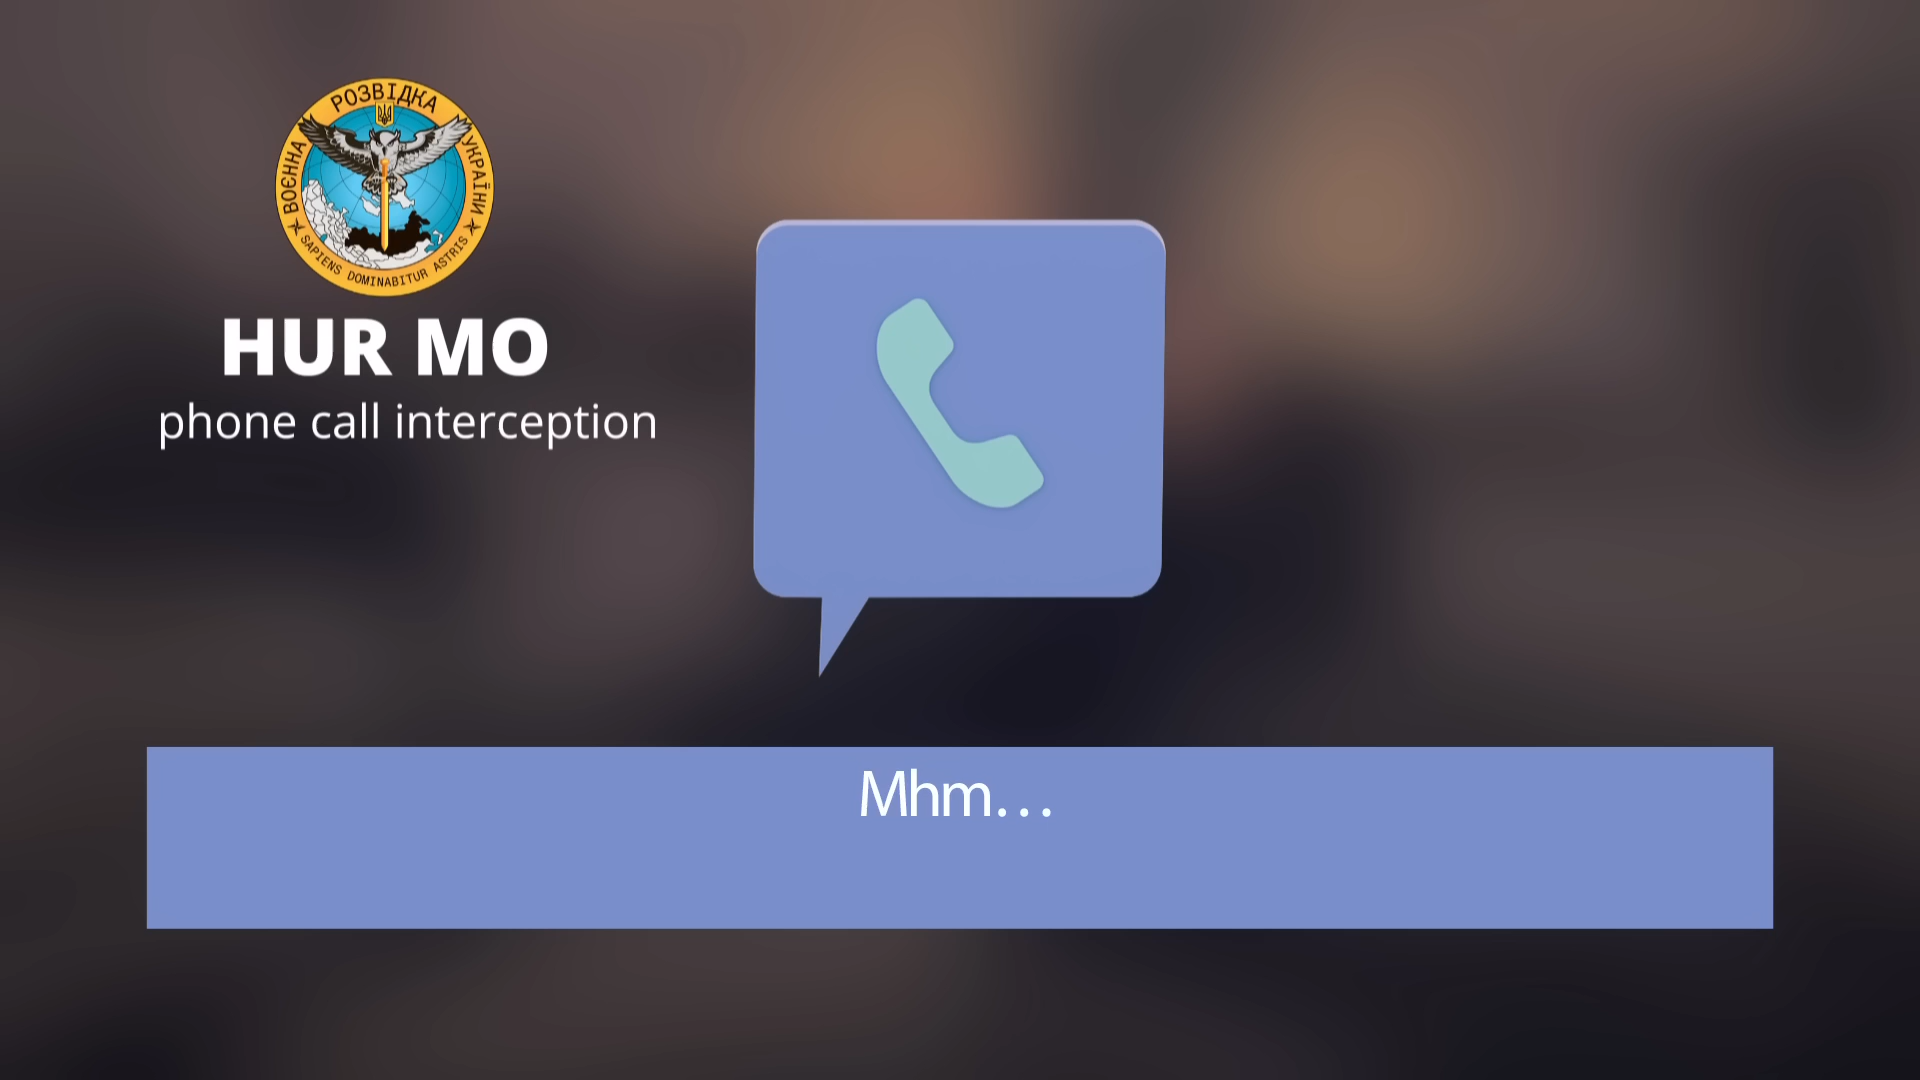 ВОЄННА РОЗВІДКА УКРАЇНИ
SAPIENS DOMINABITUR ASTRIS
HUR MO
phone call interception
Mhm...